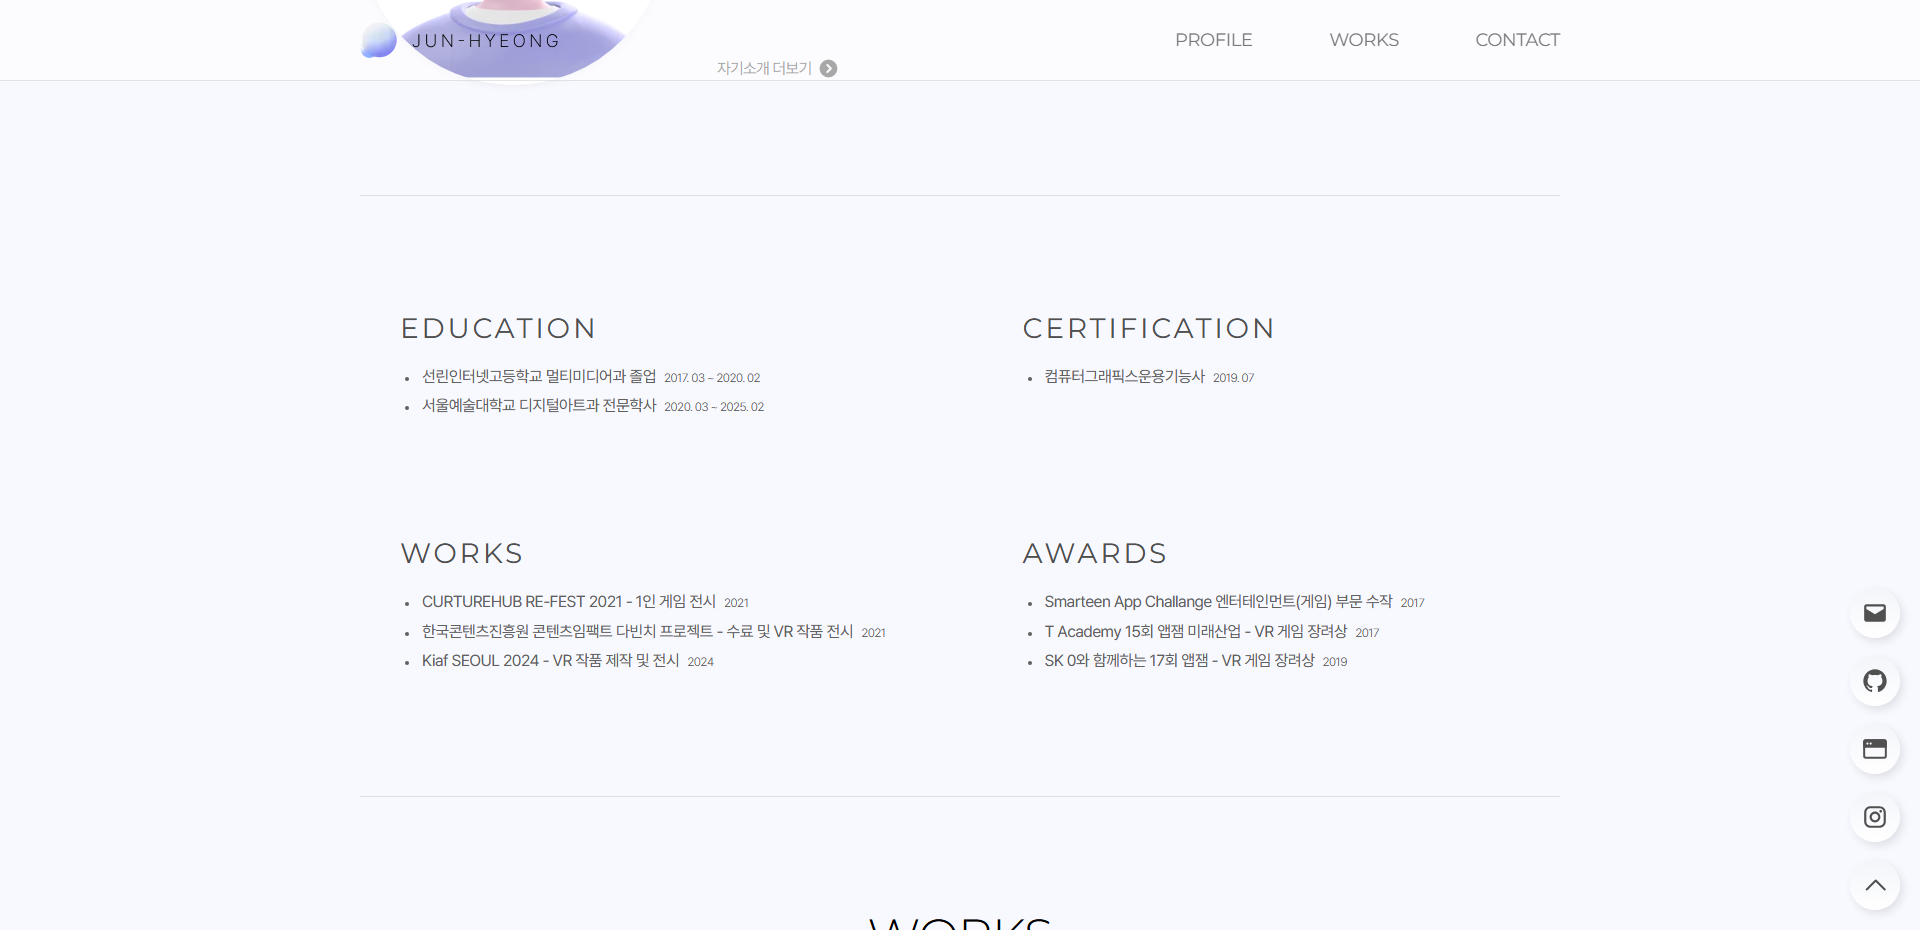 JUN-HYEONG
PROFILE
WORKS
CONTACT
자기소개 더보기
EDUCATION
선린인터넷고등학교 멀티미디어과 졸업 2017. 03 ~ 2020. 02
서울예술대학교 디지털아트과 전문학사 2020. 03 ~ 2025. 02
CERTIFICATION
컴퓨터그래픽스운용기능사 2019. 07
WORKS
CURTUREHUB RE-FEST 2021 - 1인 게임 전시 2021
한국콘텐츠진흥원 콘텐츠임팩트 다빈치 프로젝트 - 수료 및 VR 작품 전시 2021
Kiaf SEOUL 2024 - VR 작품 제작 및 전시 2024
AWARDS
Smarteen App Challange 엔터테인먼트(게임) 부문 수작 2017
T Academy 15회 앱잼 미래산업 - VR 게임 장려상 2017
SK 0와 함께하는 17회 앱잼 - VR 게임 장려상 2019
WORKS